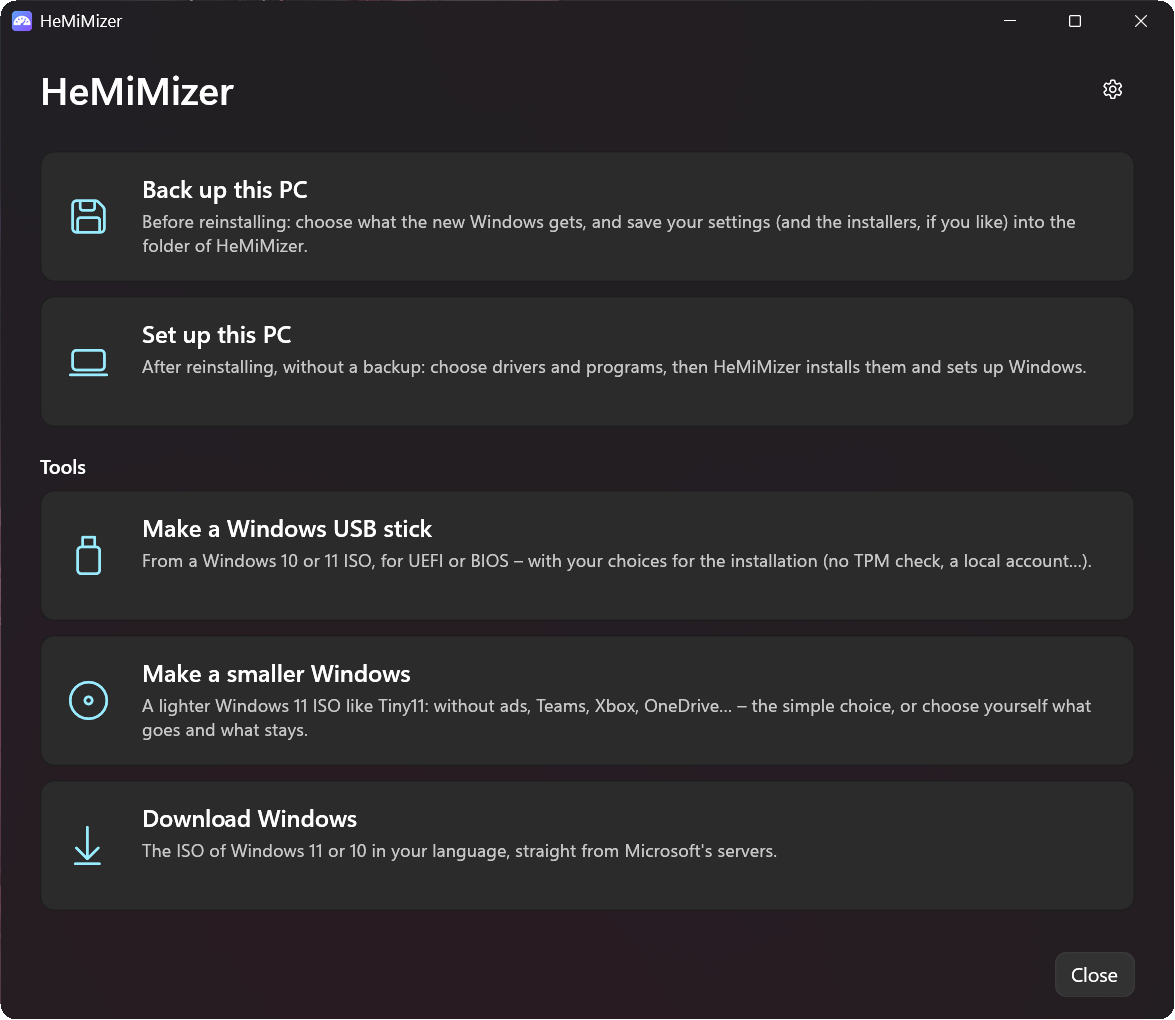 HeMiMizer
HeMiMizer
Back up this PC
Before reinstalling: choose what the new Windows gets, and save your settings (and the installers, if you like) into the
folder of HeMiMizer.
Set up this PC
After reinstalling, without a backup: choose drivers and programs, then HeMiMizer installs them and sets up Windows.
Tools
Make a Windows USB stick
From a Windows 10 or 11 ISO, for UEFI or BIOS – with your choices for the installation (no TPM check, a local account...).
Make a smaller Windows
A lighter Windows 11 ISO like Tiny11: without ads, Teams, Xbox, OneDrive... – the simple choice, or choose yourself what
goes and what stays.
Download Windows
The ISO of Windows 11 or 10 in your language, straight from Microsoft's servers.
Close